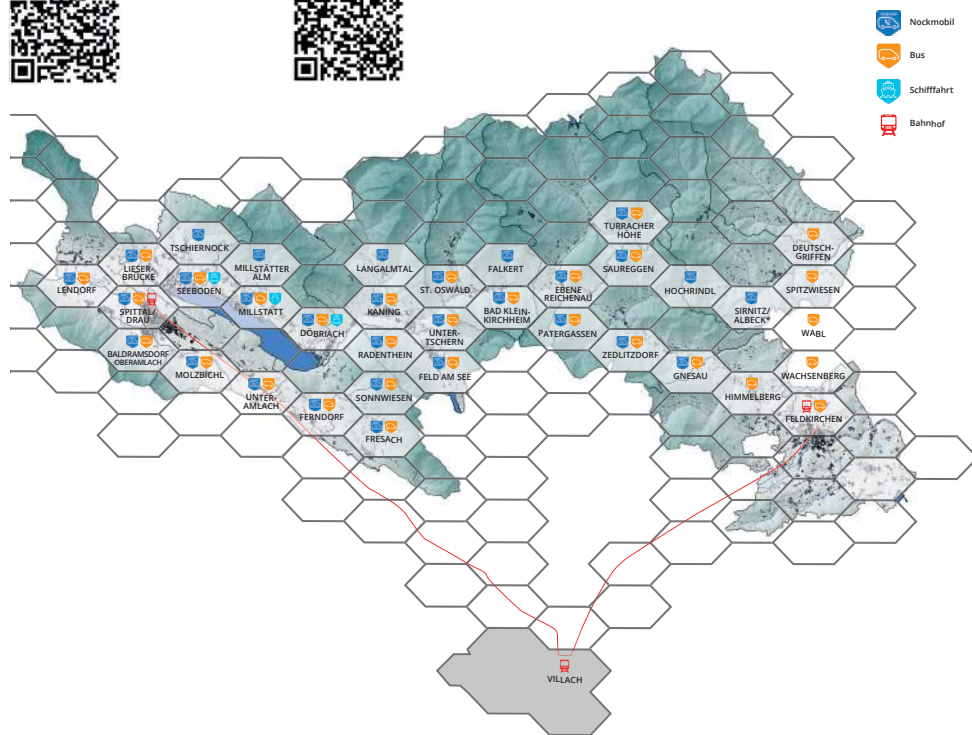 Nockmobil
Bus
Schifffahrt
Bahnhof
TURRACHER
HÖHE
TSCHIERNOCK
DEUTSCH-
GRIFFEN
LIESER-
BRÜCKE
MILLSTÄTTER
ALM
LANGALMTAL
FALKERT
SAUREGGEN
LENDORF
SEEBODEN
ST. OSWALD
EBENE
REICHENAU
HOCHRINDL
SPITZWIESEN
SPITTAL/
DRAU
MILLSTATT
KANING
BAD KLEIN-
KIRCHHEIM
SIRNITZ/
ALBECK*
DÖBRIACH
UNTER-
TSCHERN
PATERGASSEN
WABL
BALDRAMSDORF
OBERAMLACH
RADENTHEIN
ZEDLITZDORF
MOLZBICHL
FELD AM SEE
GNESAU
WACHSENBERG
UNTER-
AMLACH
SONNWIESEN
HIMMELBERG
FERNDORF
FELDKIRCHEN
FRESACH
VILLACH